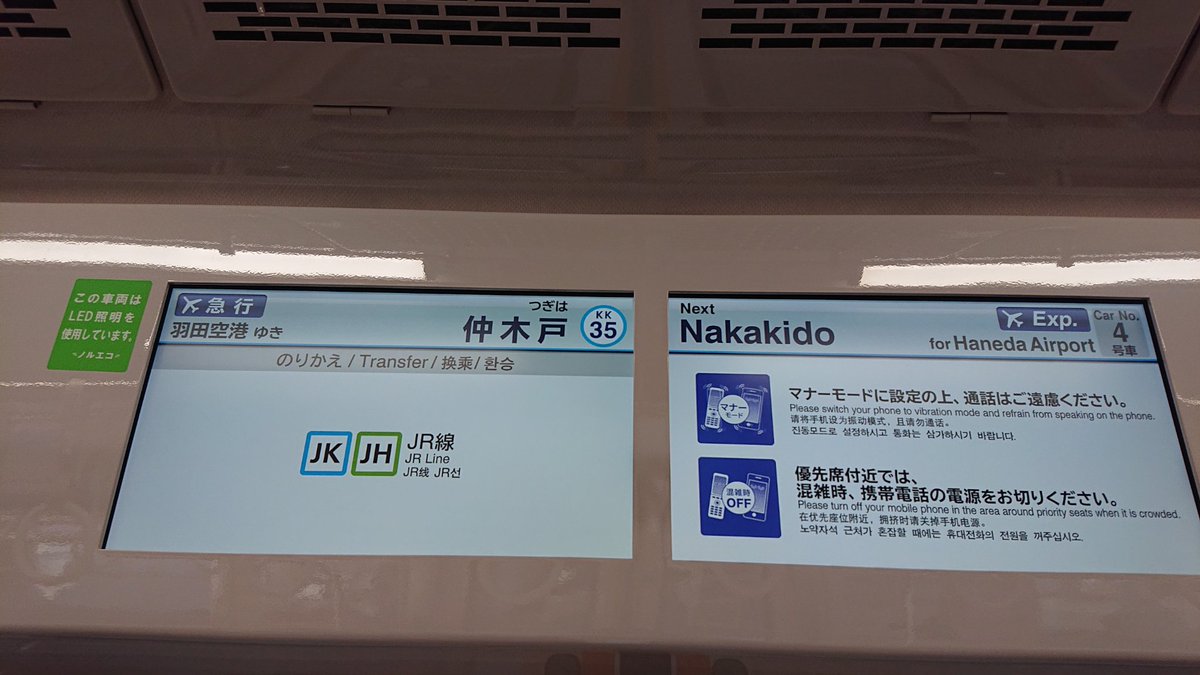 この車両は
LED照明を
使用しています。
~ノルエコ~
急行
羽田空港 ゆき
つぎは
仲木戸
KK
35
のりかえ / Transfer / 換乘 / 환승
JK JH JR線
JR Line
JR线 JR선
Next
Nakakido
Exp.
for Haneda Airport
Car No.
4
号車
マナー
モード
マナーモードに設定の上、通話はご遠慮ください。
Please switch your phone to vibration mode and refrain from speaking on the phone.
请将手机设为振动模式，且请勿通话。
진동모드로 설정하시고 통화는 삼가하시기 바랍니다.
混雑時
OFF
優先席付近では、
混雑時、携帯電話の電源をお切りください。
Please turn off your mobile phone in the area around priority seats when it is crowded.
在优先座位附近，拥挤时请关掉手机电源。
노약자석 근처가 혼잡할 때에는 휴대전화의 전원을 꺼주십시오.